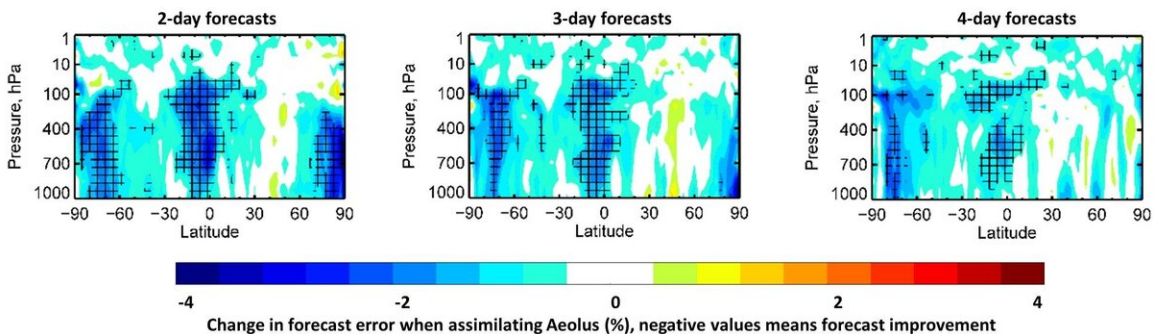 2-day forecasts
3-day forecasts
4-day forecasts
Pressure, hPa
1
10
100
400
700
1000
−90 −60 −30 0 30 60 90
Latitude
Pressure, hPa
1
10
100
400
700
1000
−90 −60 −30 0 30 60 90
Latitude
Pressure, hPa
1
10
100
400
700
1000
−90 −60 −30 0 30 60 90
Latitude
-4 -2 0 2 4
Change in forecast error when assimilating Aeolus (%), negative values means forecast improvement